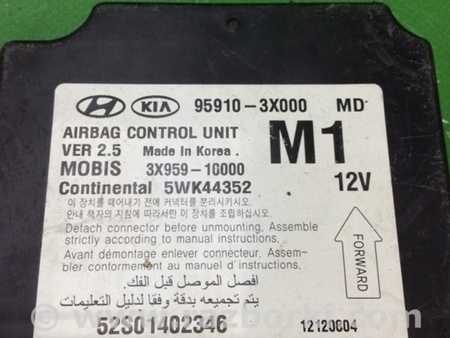 HYUNDAI KIA 95910-3X000 MD
AIRBAG CONTROL UNIT M1
VER 2.5 Made in Korea.
MOBIS 3X959-1G000
Continental 5WK44352 12V
이 장치를 떼어내기 전에 커넥터를 분리시키시오.
안내 책자의 지침에 따라서만 이 장치를 조립하십시오.
Detach connector before unmounting. Assemble
strictly according to manual instructions.
Avant démontage enlever connecteur. Assem-
bler conformement au manuel d'instructions.
FORWARD
افصل الموصل قبل الفك.
يتم تجميعه بدقة وفقا لدليل التعليمات
52S01402346 12120604